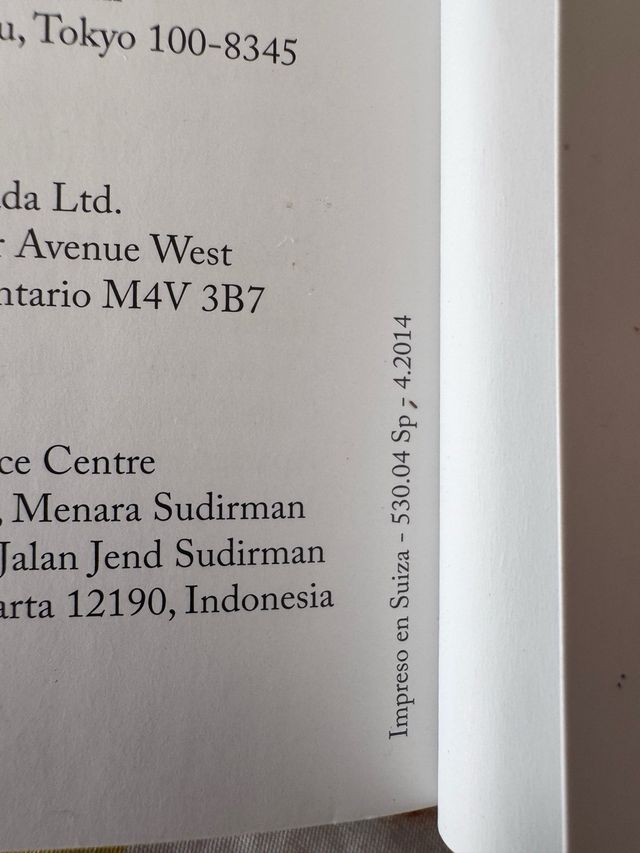 u, Tokyo 100-8345
da Ltd.
r Avenue West
ntario M4V 3B7
ce Centre
, Menara Sudirman
Jalan Jend Sudirman
arta 12190, Indonesia
Impreso en Suiza - 530.04 Sp - 4.2014